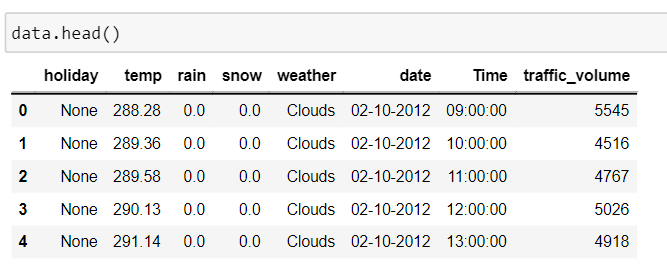 data.head()
holiday temp rain snow weather date Time traffic_volume
0 None 288.28 0.0 0.0 Clouds 02-10-2012 09:00:00 5545
1 None 289.36 0.0 0.0 Clouds 02-10-2012 10:00:00 4516
2 None 289.58 0.0 0.0 Clouds 02-10-2012 11:00:00 4767
3 None 290.13 0.0 0.0 Clouds 02-10-2012 12:00:00 5026
4 None 291.14 0.0 0.0 Clouds 02-10-2012 13:00:00 4918